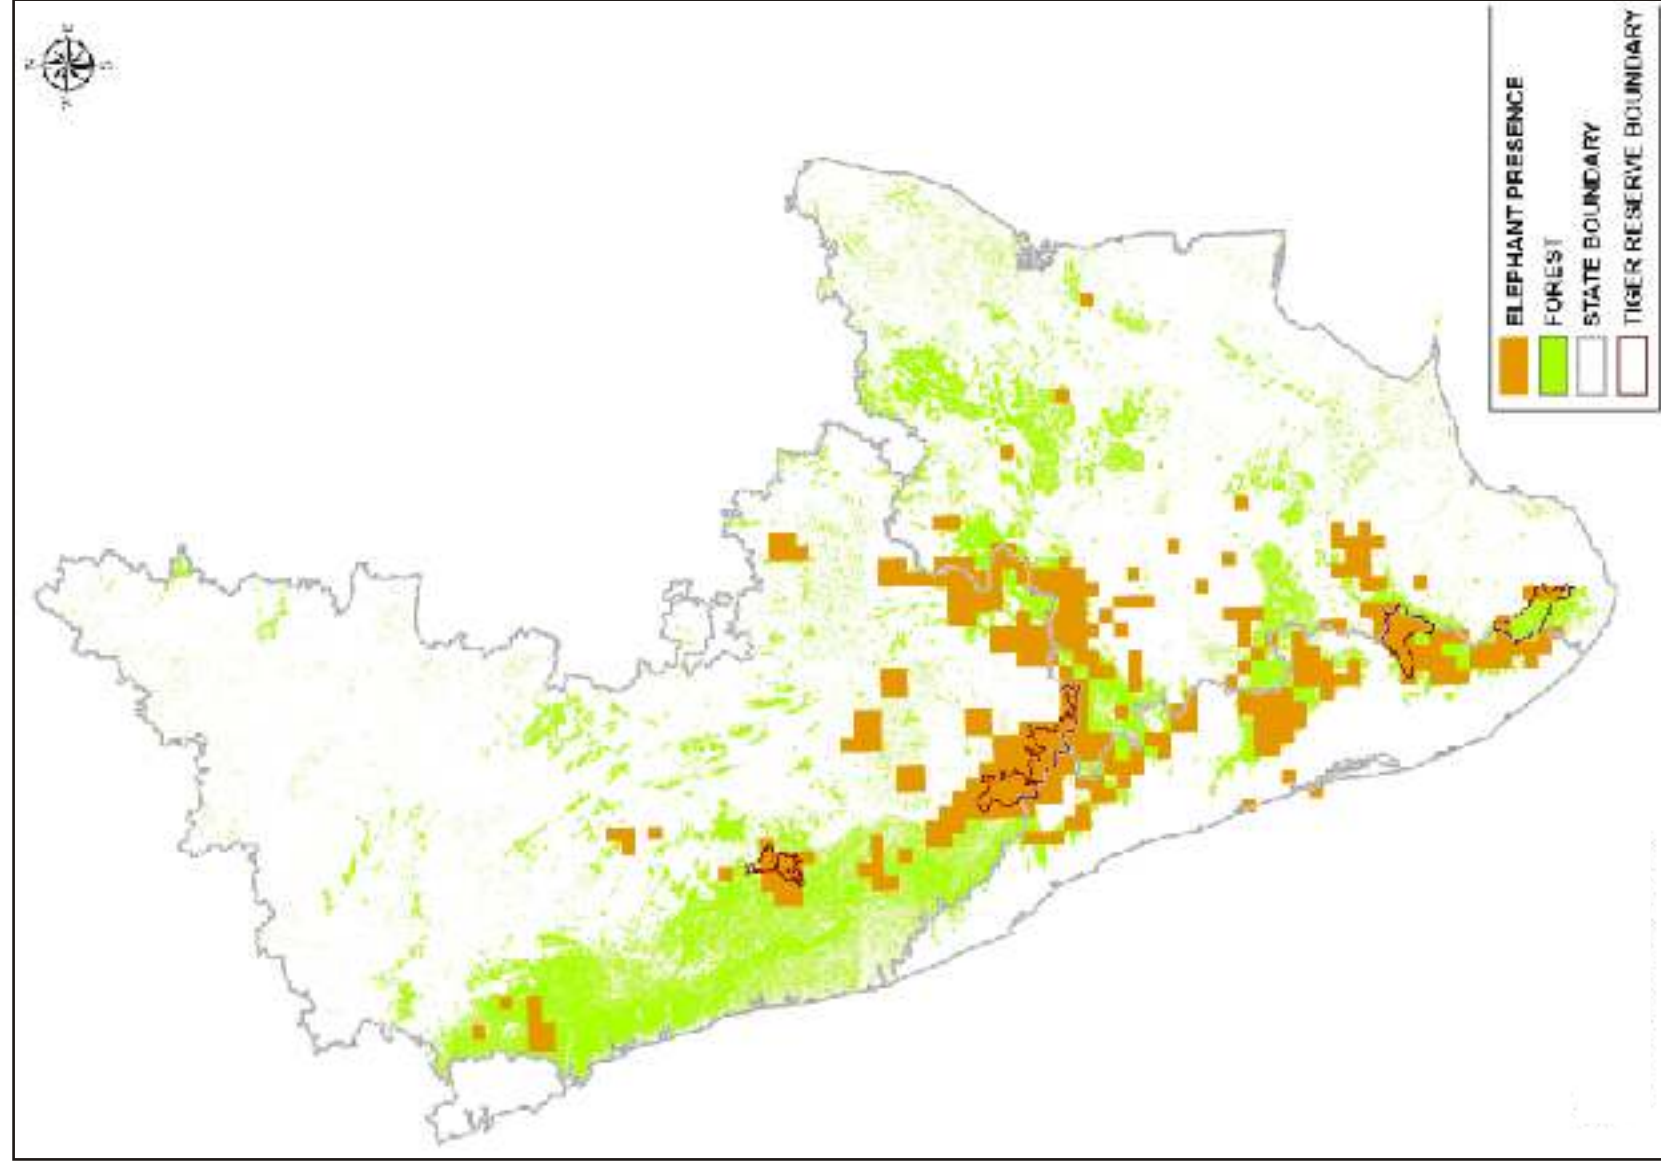 ELEPHANT PRESENCE
FOREST
STATE BOUNDARY
TIGER RESERVE BOUNDARY
N
S